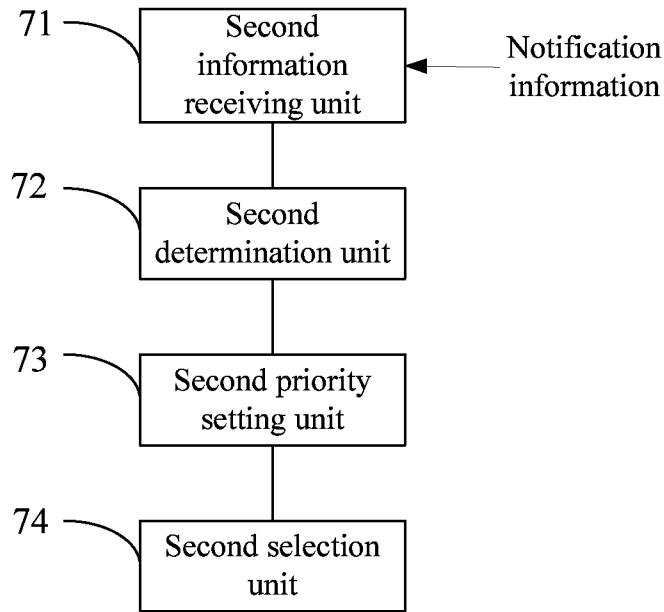 71
Second
information
receiving unit
Notification
information
72
Second
determination unit
73
Second priority
setting unit
74
Second selection
unit